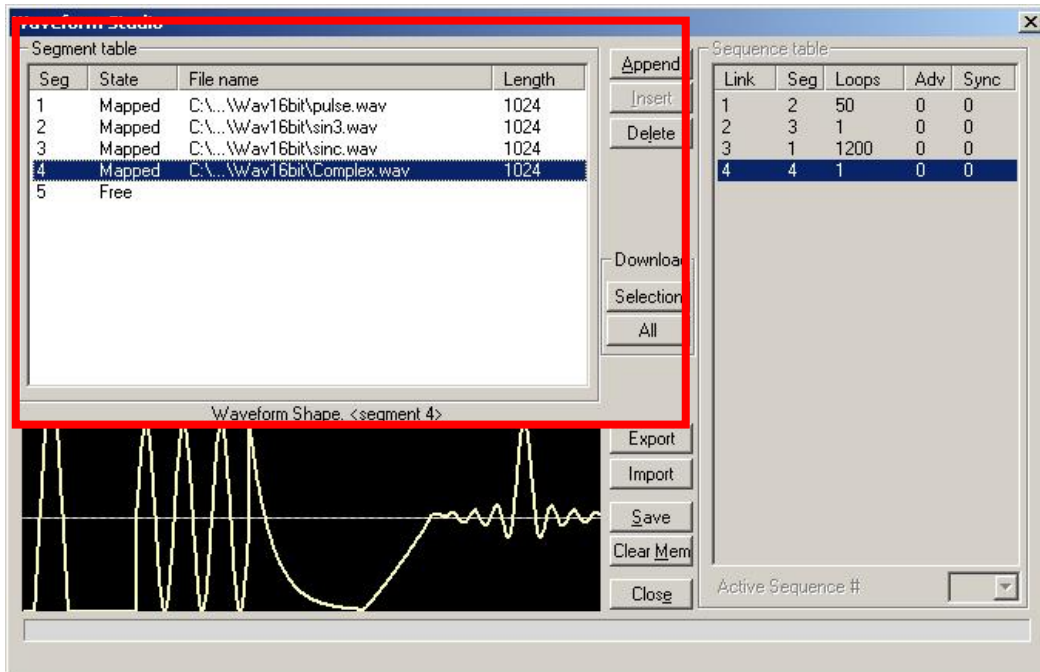 Waveform Studio
Segment table
Seg State File name Length
1 Mapped C:\...\Wav16bit\pulse.wav 1024
2 Mapped C:\...\Wav16bit\sin3.wav 1024
3 Mapped C:\...\Wav16bit\sinc.wav 1024
4 Mapped C:\...\Wav16bit\Complex.wav 1024
5 Free
Append
Insert
Delete
Download
Selection
All
Waveform Shape. <segment 4>
Export
Import
Save
Clear Mem
Close
Sequence table
Link Seg Loops Adv Sync
1 2 50 0 0
2 3 1 0 0
3 1 1200 0 0
4 4 1 0 0
Active Sequence #